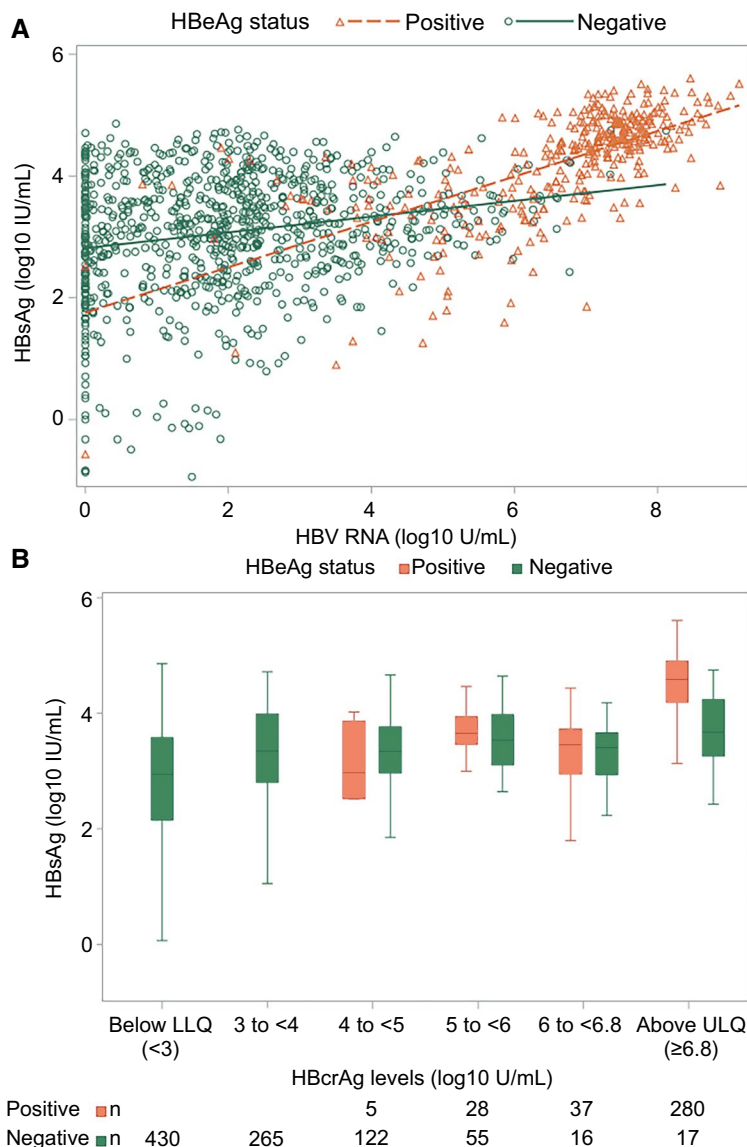 A
HBeAg status Positive Negative
6
4
2
0
HBsAg (log10 IU/mL)
0 2 4 6 8
HBV RNA (log10 U/mL)
B
HBeAg status Positive Negative
6
4
2
0
HBsAg (log10 IU/mL)
Below LLQ (<3) 3 to <4 4 to <5 5 to <6 6 to <6.8 Above ULQ (≥6.8)
HBcrAg levels (log10 U/mL)
Positive n 5 28 37 280
Negative n 430 265 122 55 16 17